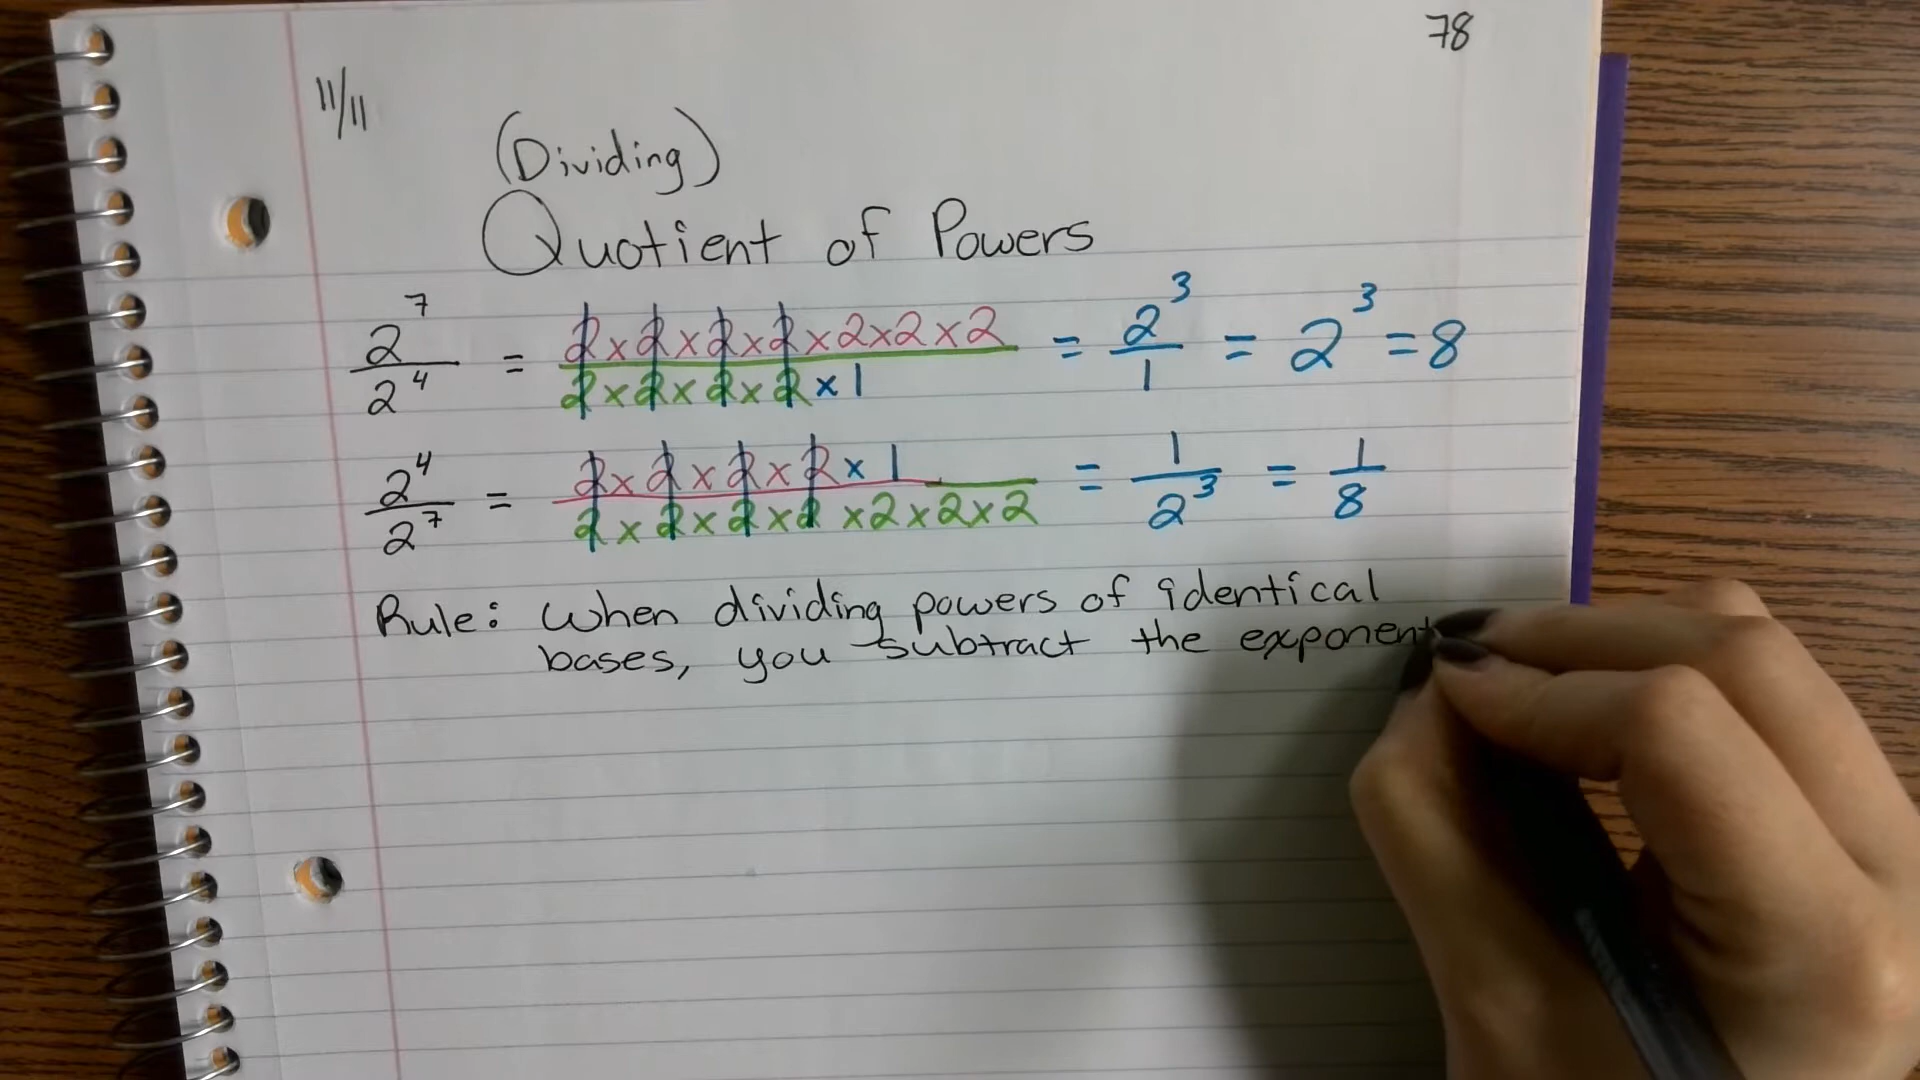 78
11/11
(Dividing)
Quotient of Powers
2^7/2^4 = 2×2×2×2×2×2×2/2×2×2×2×1 = 2^3/1 = 2^3 = 8
2^4/2^7 = 2×2×2×2×1/2×2×2×2×2×2×2 = 1/2^3 = 1/8
Rule: When dividing powers of identical
bases, you subtract the exponent